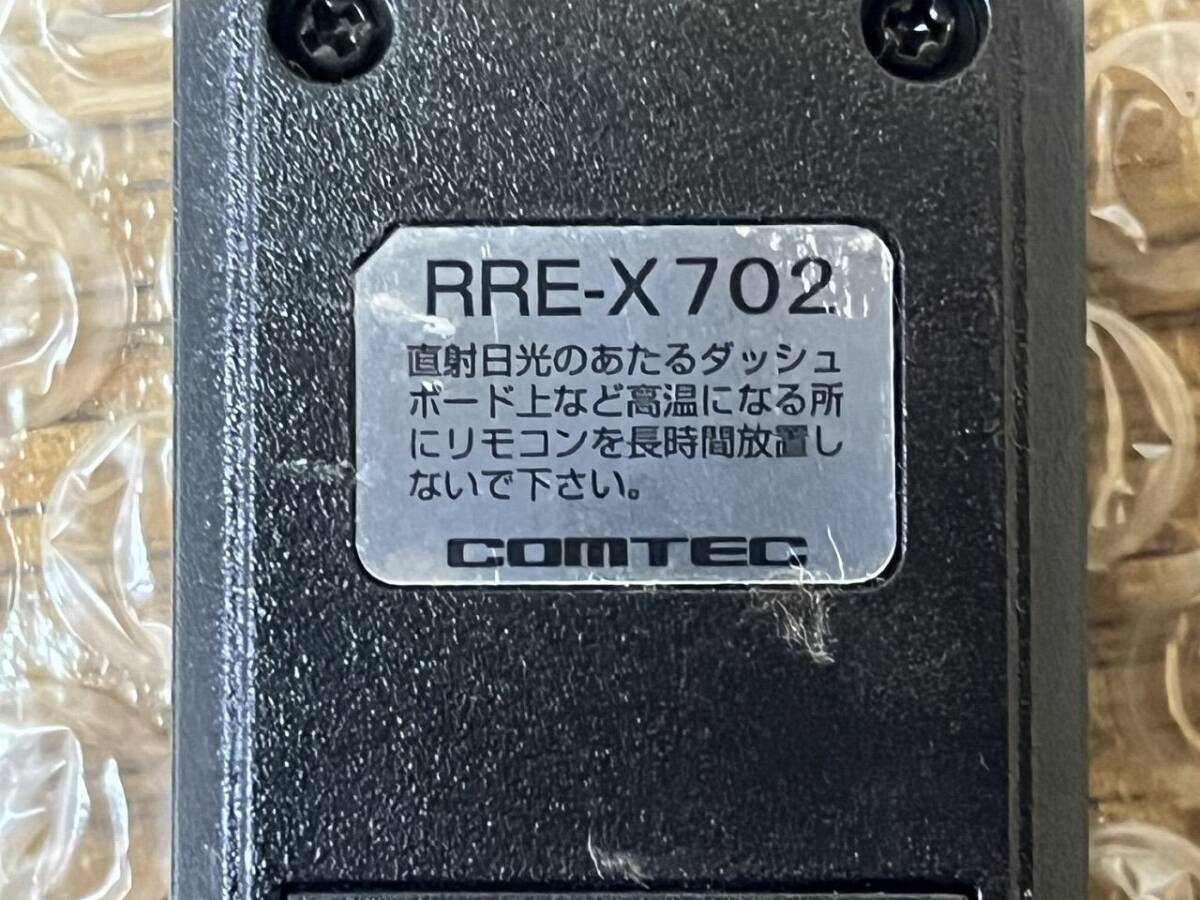 RRE-X702
直射日光のあたるダッシュ
ボード上など高温になる所
にリモコンを長時間放置し
ないで下さい。
COMTEC